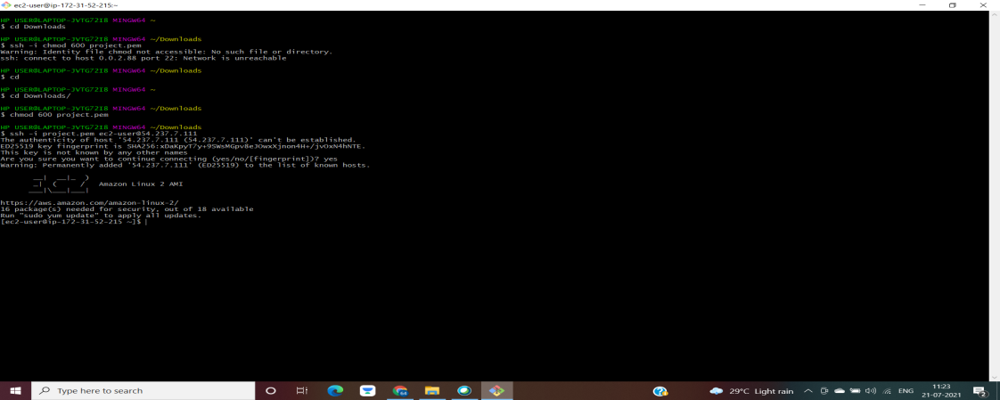 ec2-user@ip-172-31-52-215:~
HP USER@LAPTOP-JVTG72I8 MINGW64 ~
$ cd Downloads
HP USER@LAPTOP-JVTG72I8 MINGW64 ~/Downloads
$ ssh -i chmod 600 project.pem
Warning: Identity file chmod not accessible: No such file or directory.
ssh: connect to host 0.0.2.88 port 22: Network is unreachable
HP USER@LAPTOP-JVTG72I8 MINGW64 ~/Downloads
$ cd
HP USER@LAPTOP-JVTG72I8 MINGW64 ~
$ cd Downloads/
HP USER@LAPTOP-JVTG72I8 MINGW64 ~/Downloads
$ chmod 600 project.pem
HP USER@LAPTOP-JVTG72I8 MINGW64 ~/Downloads
$ ssh -i project.pem ec2-user@54.237.7.111
The authenticity of host '54.237.7.111 (54.237.7.111)' can't be established.
ED25519 key fingerprint is SHA256:xDaKpyT7y+9SWsMGpv8eJOwxXjnon4H+/jvOxN4hNTE.
This key is not known by any other names
Are you sure you want to continue connecting (yes/no/[fingerprint])? yes
Warning: Permanently added '54.237.7.111' (ED25519) to the list of known hosts.
       __|  __|_  )
       _|  (     /   Amazon Linux 2 AMI
      ___|\___|___|
https://aws.amazon.com/amazon-linux-2/
16 package(s) needed for security, out of 18 available
Run "sudo yum update" to apply all updates.
[ec2-user@ip-172-31-52-215 ~]$
Type here to search
29°C Light rain
ENG
11:23
21-07-2021
2